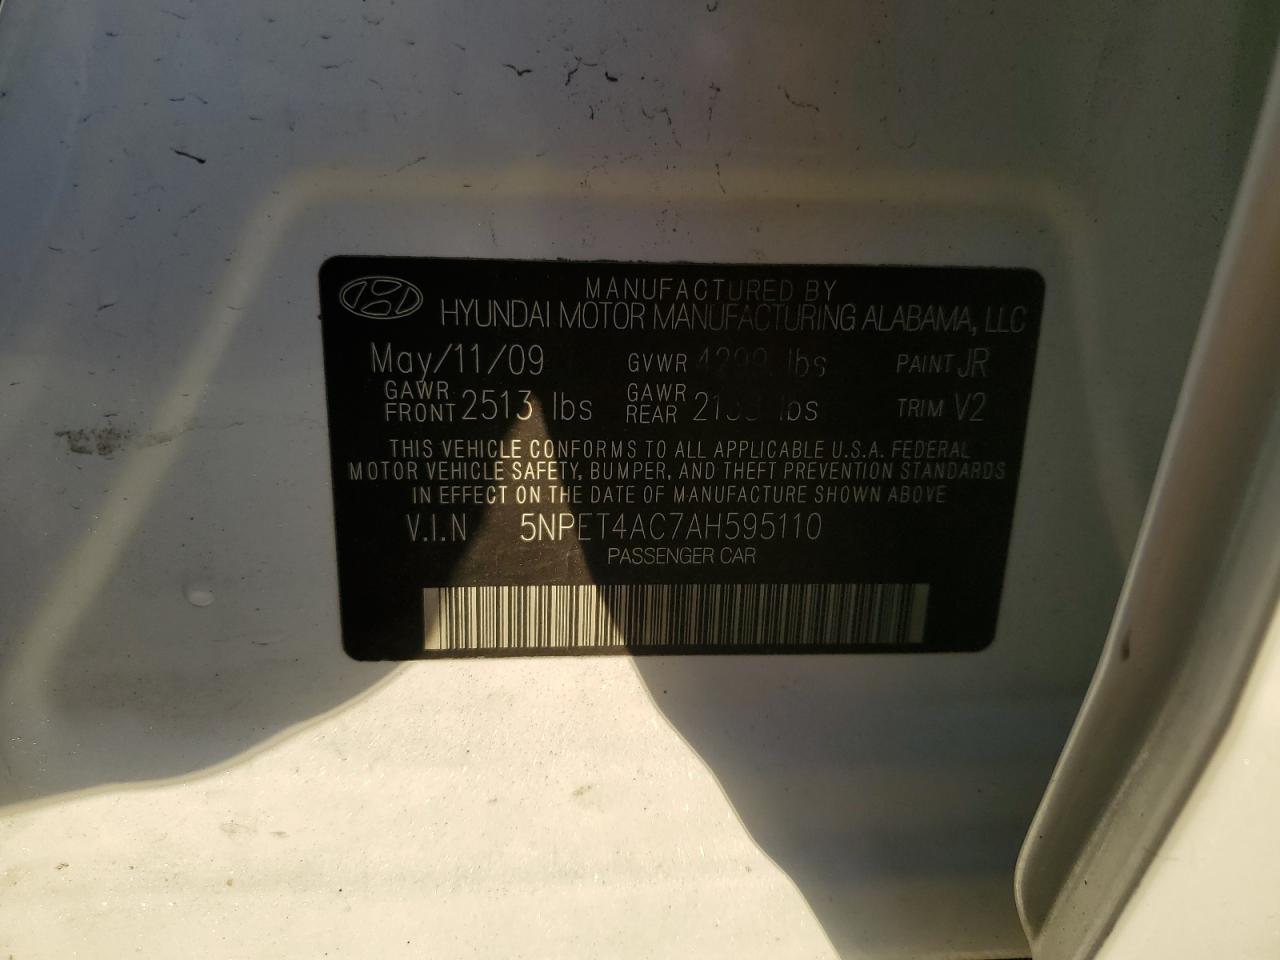 MANUFACTURED BY
HYUNDAI MOTOR MANUFACTURING ALABAMA, LLC
May/11/09 GVWR lbs PAINT JR
GAWR FRONT 2513 lbs GAWR REAR lbs TRIM V2
THIS VEHICLE CONFORMS TO ALL APPLICABLE U.S.A. FEDERAL
MOTOR VEHICLE SAFETY, BUMPER, AND THEFT PREVENTION STANDARDS
IN EFFECT ON THE DATE OF MANUFACTURE SHOWN ABOVE
V.I.N 5NPET4AC7AH595110
PASSENGER CAR